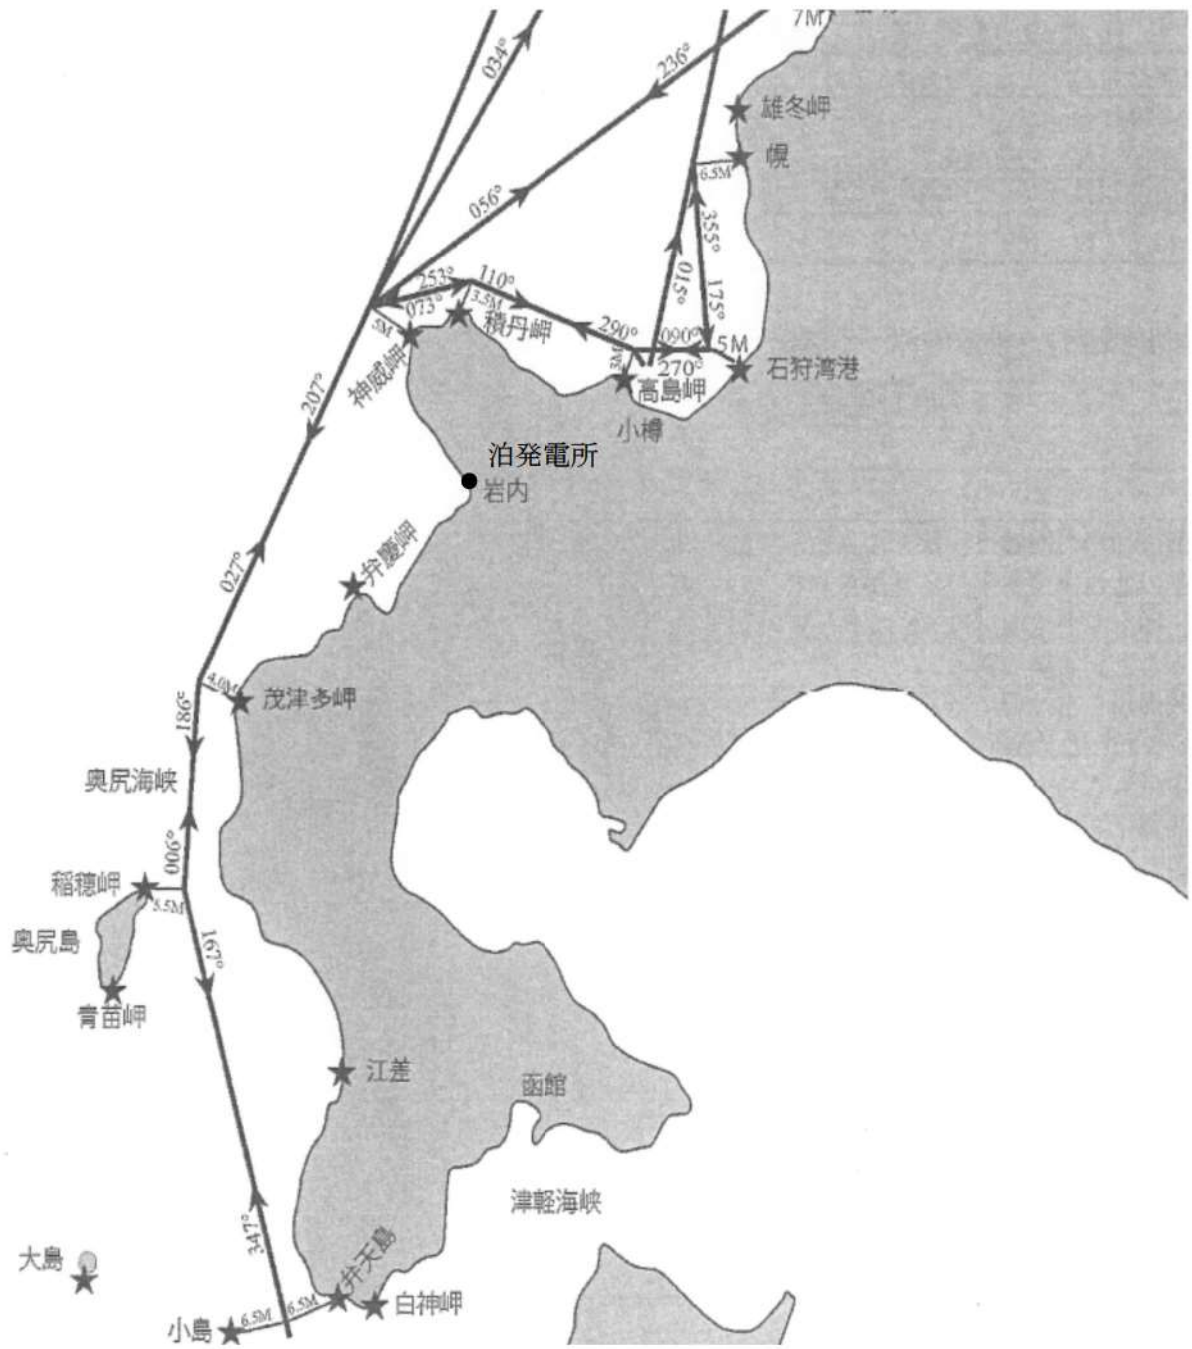 7M
034°
236°
雄冬岬
幌
6.5M
056°
355°
015°
175°
253°
110°
073°
3.5M
積丹岬
5M
神威岬
290°
090°
5M
270°
3M
石狩湾港
高島岬
小樽
207°
泊発電所
岩内
弁慶岬
027°
4.0M
茂津多岬
186°
奥尻海峡
006°
稲穂岬
5.5M
奥尻島
167°
青苗岬
江差
函館
津軽海峡
347°
大島
弁天島
6.5M
6.5M
小島
白神岬